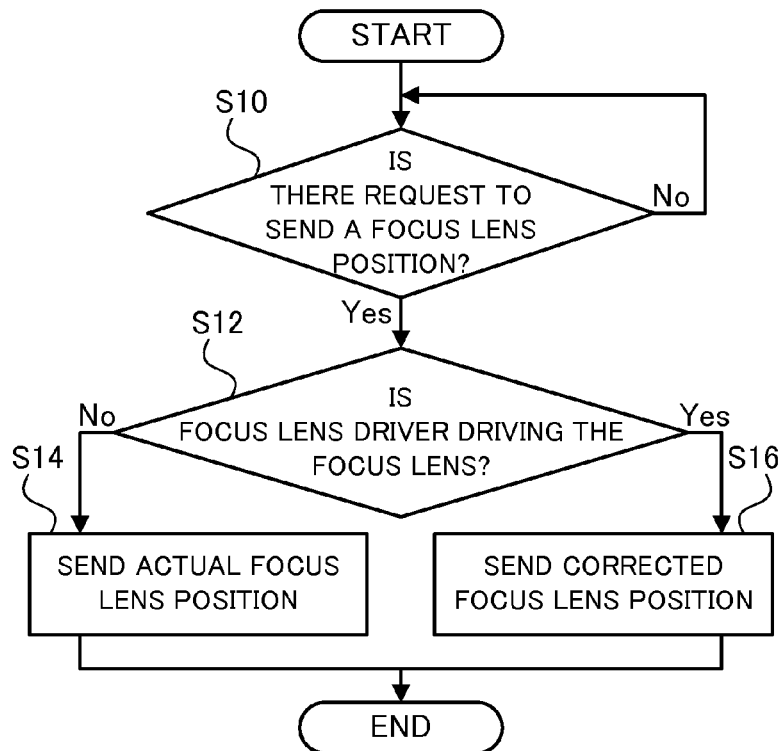 START
S10
IS
THERE REQUEST TO
SEND A FOCUS LENS
POSITION?
No
Yes
S12
IS
FOCUS LENS DRIVER DRIVING THE
FOCUS LENS?
No
Yes
S14
S16
SEND ACTUAL FOCUS
LENS POSITION
SEND CORRECTED
FOCUS LENS POSITION
END